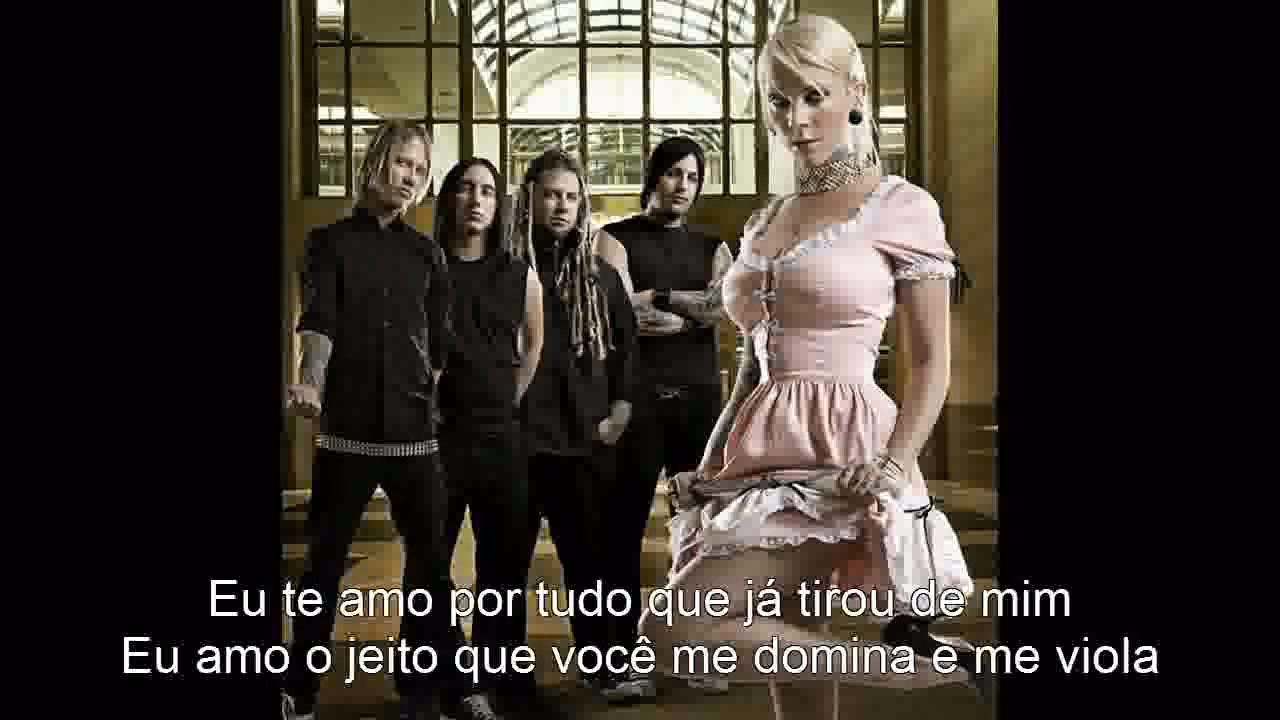 Eu te amo por tudo que já tirou de mim
Eu amo o jeito que você me domina e me viola